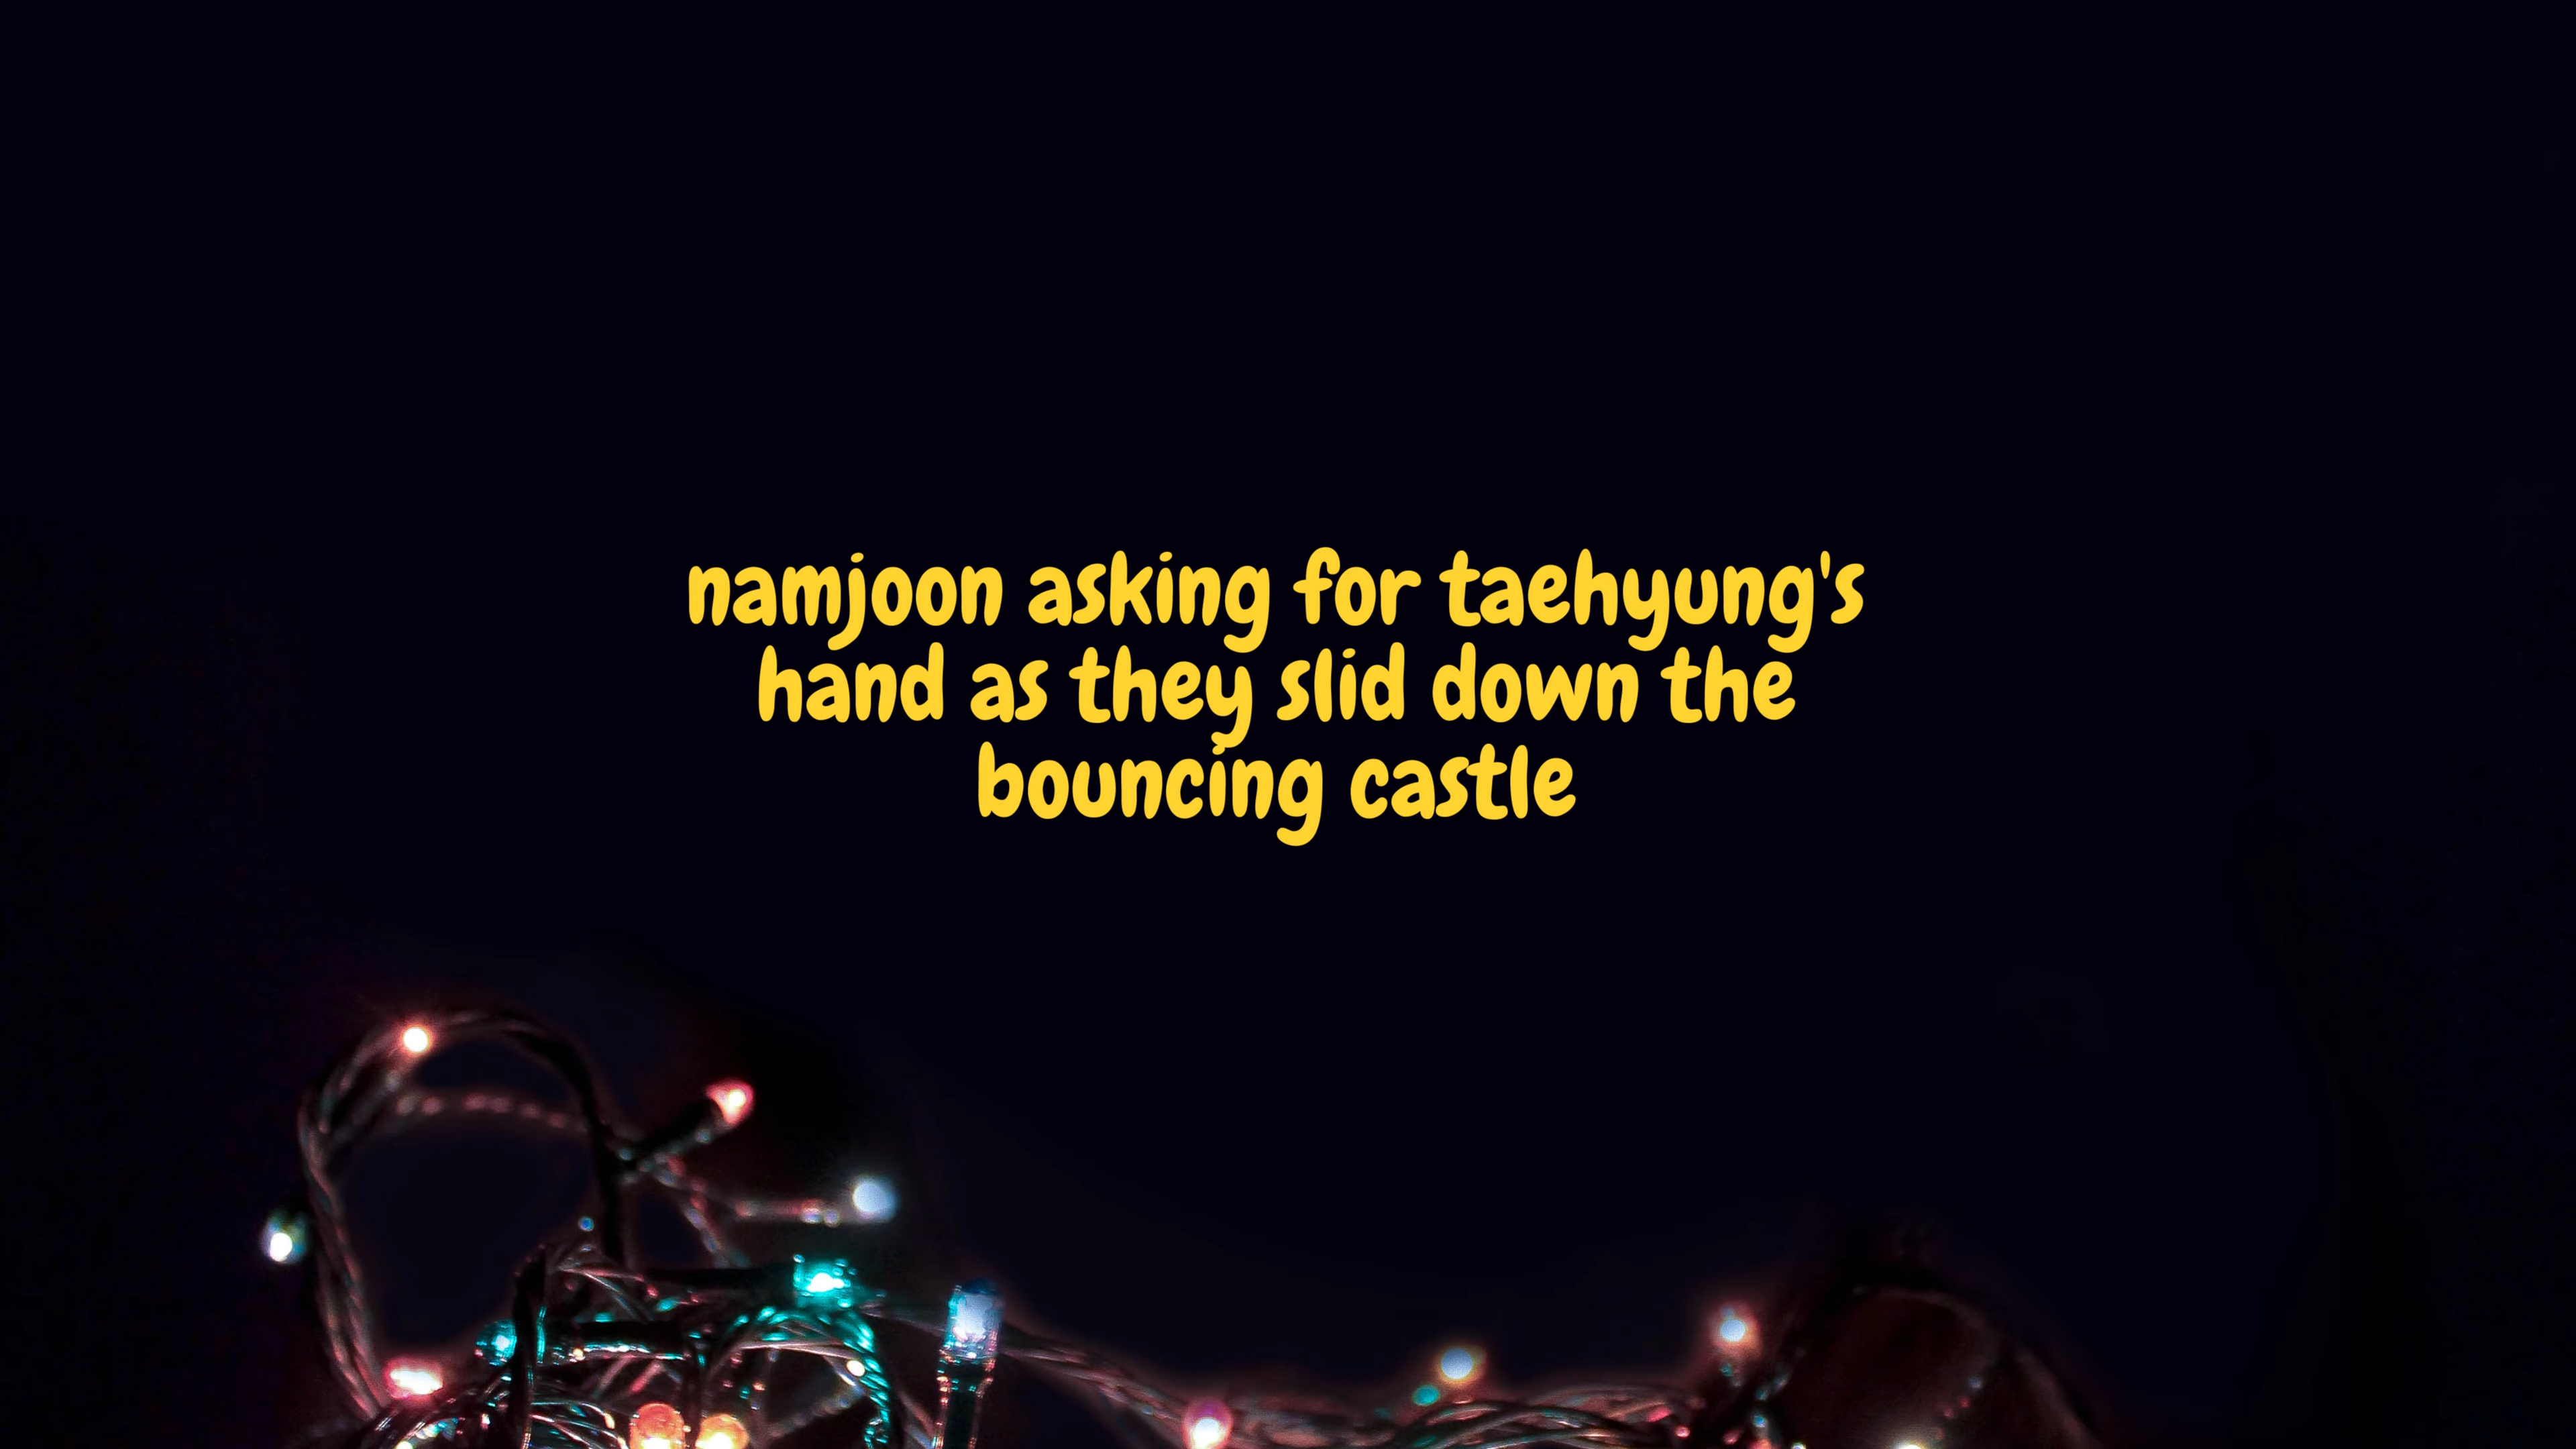 namjoon asking for taehyung's
hand as they slid down the
bouncing castle